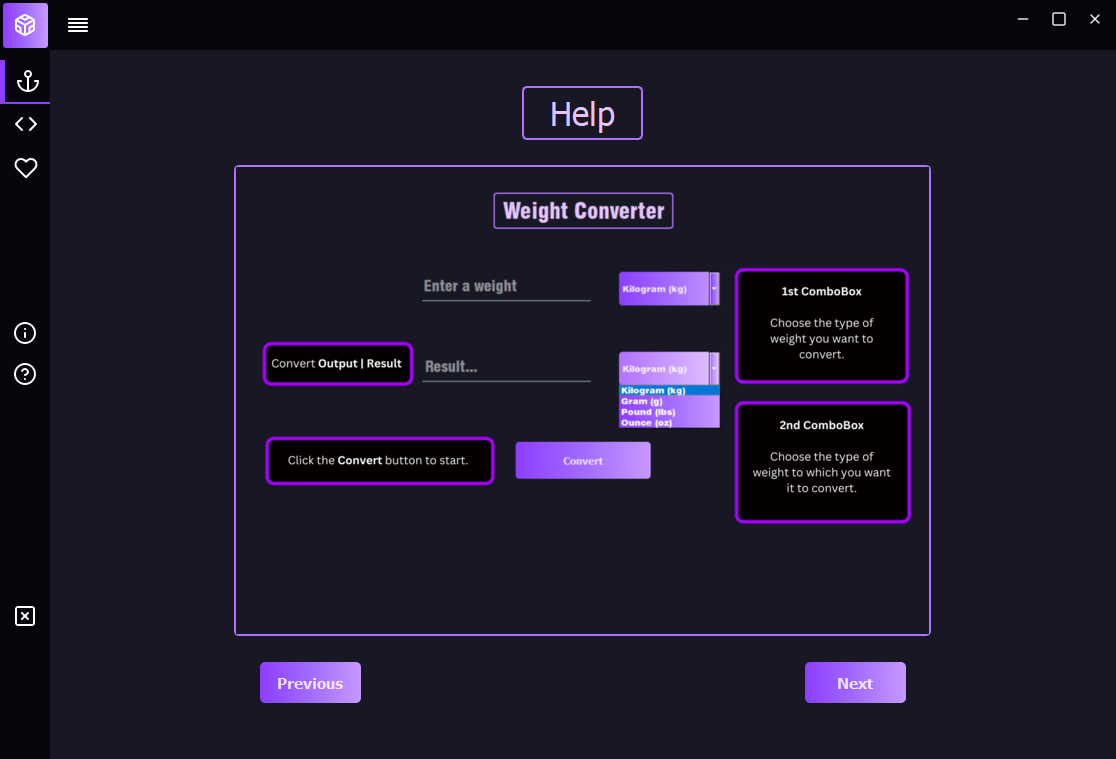 Help
Weight Converter
Enter a weight
Kilogram (kg)
1st ComboBox
Choose the type of
weight you want to
convert.
Convert Output | Result
Result...
Kilogram (kg)
Kilogram (kg)
Gram (g)
Pound (lbs)
Ounce (oz)
2nd ComboBox
Choose the type of
weight to which you want
it to convert.
Click the Convert button to start.
Convert
Previous
Next